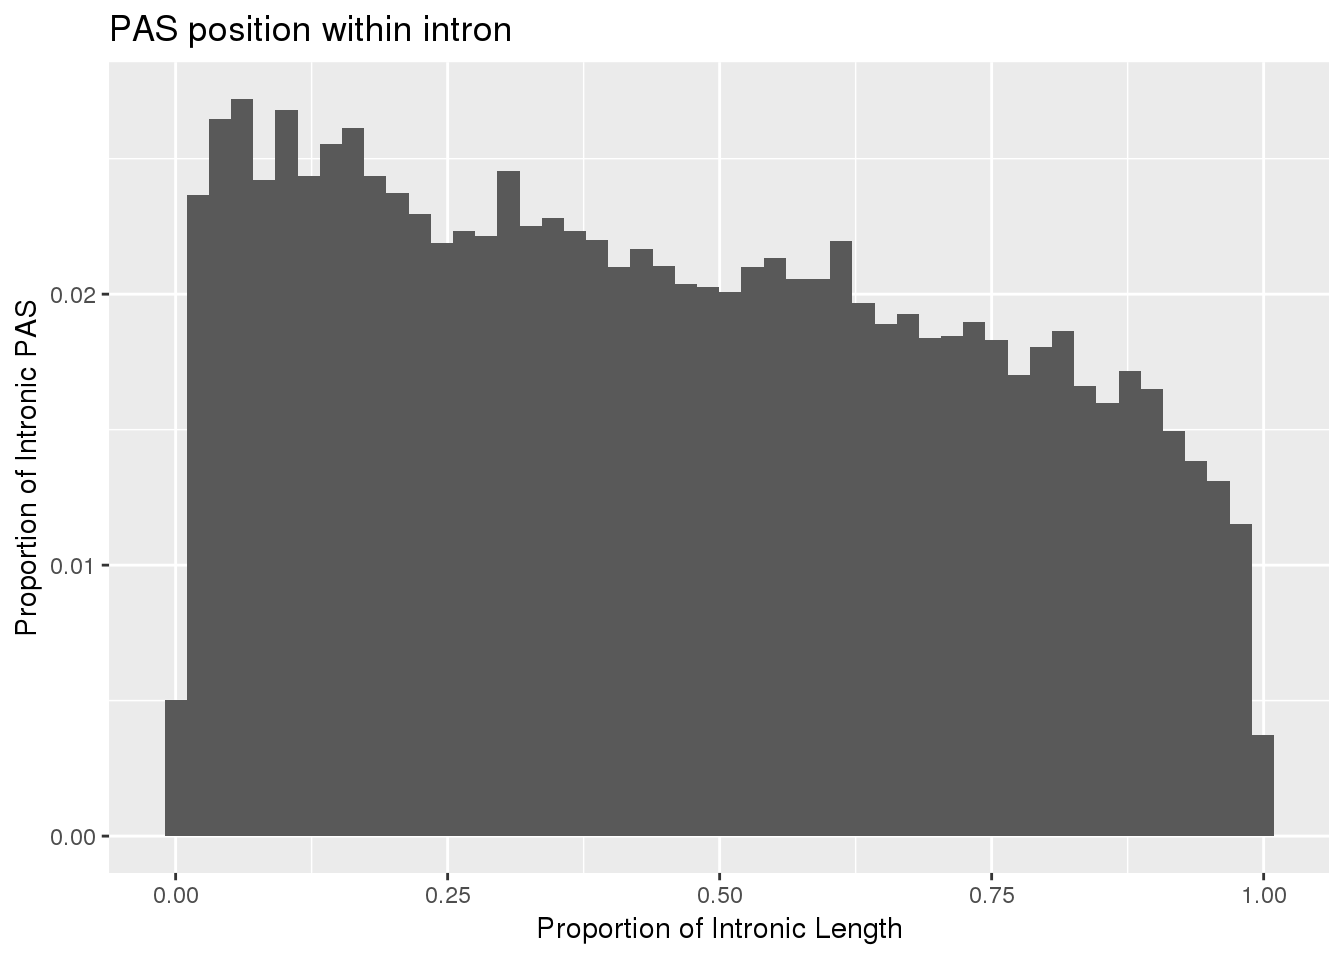 PAS position within intron
Proportion of Intronic PAS
0.02
0.01
0.00
0.00 0.25 0.50 0.75 1.00
Proportion of Intronic Length